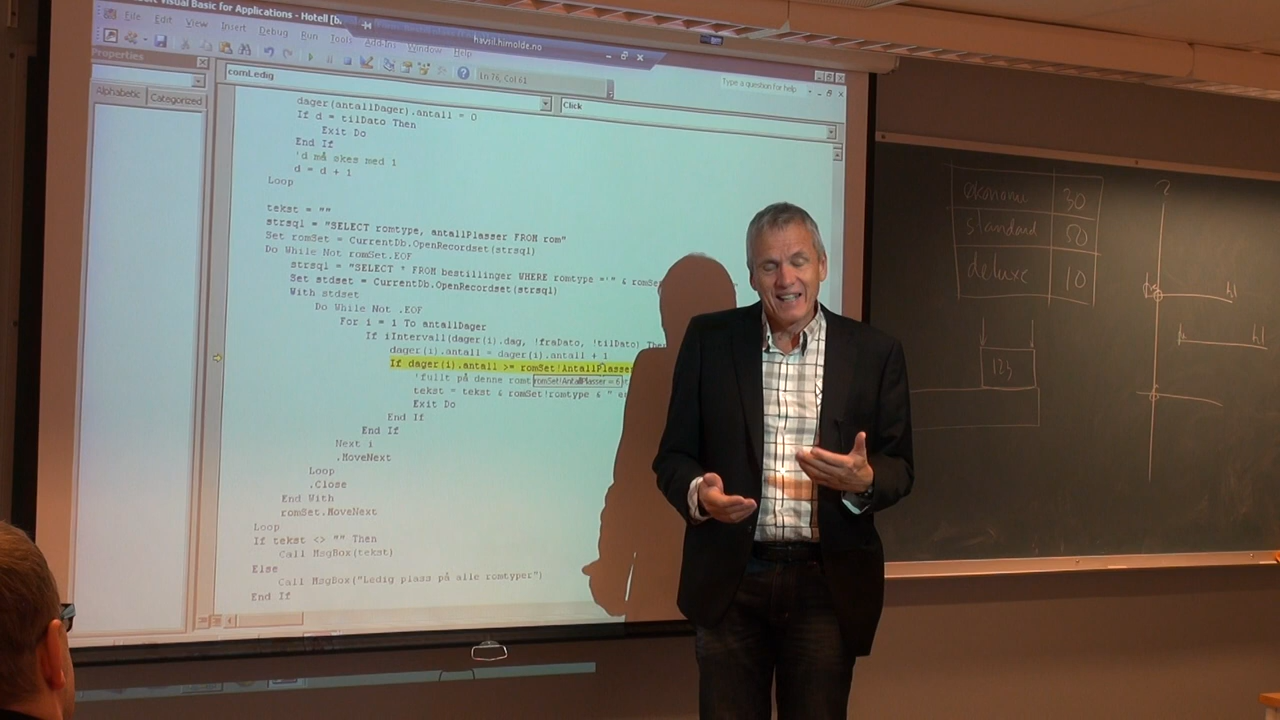 Visual Basic for Applications - Hotell [b
havsil.himolde.no
File Edit View Insert Debug Run Tools Add-Ins Window Help
Ln 76, Col 61
Type a question for help
Properties
Alphabetic Categorized
comLedig
Click
dager(antallDager).antall = 0
If d = tilDato Then
Exit Do
End If
'd må økes med 1
d = d + 1
Loop
tekst = ""
strsql = "SELECT romtype, antallPlasser FROM rom"
Set romSet = CurrentDb.OpenRecordset(strsql)
Do While Not romSet.EOF
strsql = "SELECT * FROM bestillinger WHERE romtype ='" & romSe
Set stdset = CurrentDb.OpenRecordset(strsql)
With stdset
Do While Not .EOF
For i = 1 To antallDager
If iIntervall(dager(i).dag, !fraDato, !tilDato) Then
dager(i).antall = dager(i).antall + 1
If dager(i).antall >= romSet!AntallPlasser
'fullt på denne romt
romSet!AntallPlasser = 6
tekst = tekst & romSet!romtype & " e
Exit Do
End If
End If
Next i
.MoveNext
Loop
.Close
End With
romSet.MoveNext
Loop
If tekst <> "" Then
Call MsgBox(tekst)
Else
Call MsgBox("Ledig plass på alle romtyper")
End If
økonomi 30
standard 50
deluxe 10
123